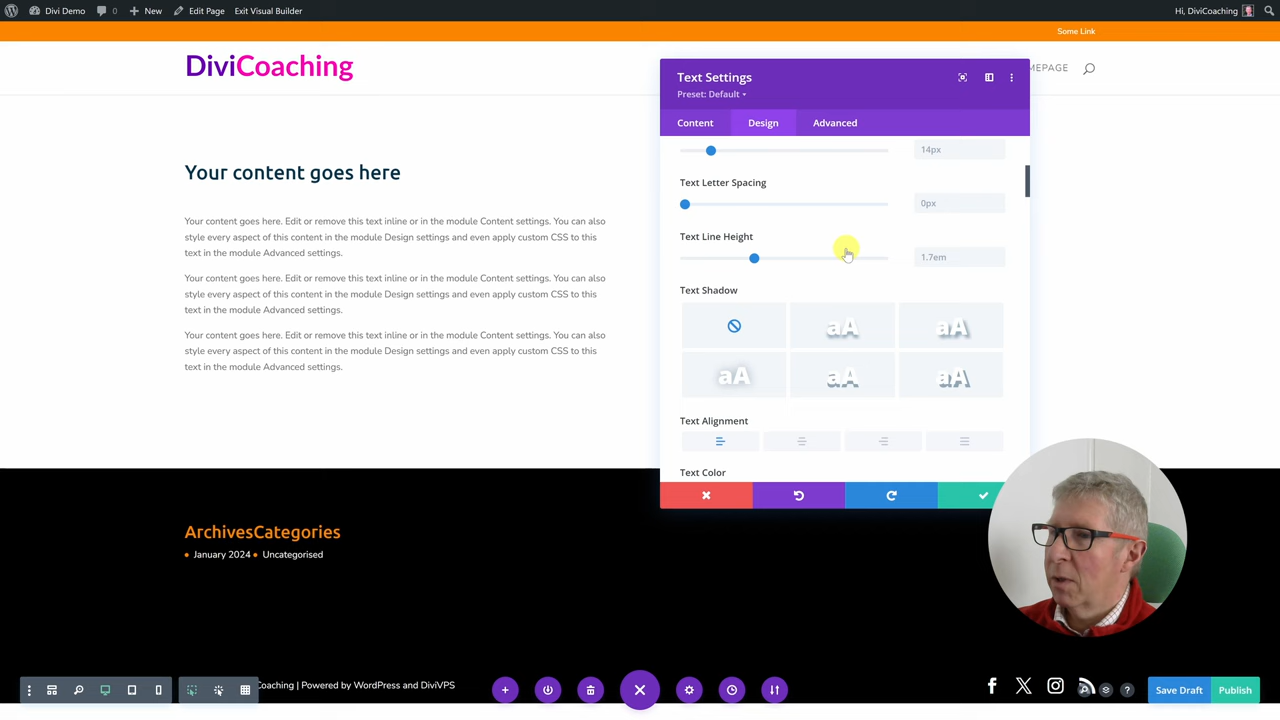 Divi Demo
0
New
Edit Page
Exit Visual Builder
Hi, DiviCoaching
Some Link
DiviCoaching
MEPAGE
Text Settings
Preset: Default
Content
Design
Advanced
14px
Text Letter Spacing
0px
Text Line Height
1.7em
Text Shadow
aA
aA
aA
aA
aA
Text Alignment
Text Color
Your content goes here
Your content goes here. Edit or remove this text inline or in the module Content settings. You can also
style every aspect of this content in the module Design settings and even apply custom CSS to this
text in the module Advanced settings.
Your content goes here. Edit or remove this text inline or in the module Content settings. You can also
style every aspect of this content in the module Design settings and even apply custom CSS to this
text in the module Advanced settings.
Your content goes here. Edit or remove this text inline or in the module Content settings. You can also
style every aspect of this content in the module Design settings and even apply custom CSS to this
text in the module Advanced settings.
ArchivesCategories
January 2024
Uncategorised
Coaching | Powered by WordPress and DiviVPS
Save Draft
Publish